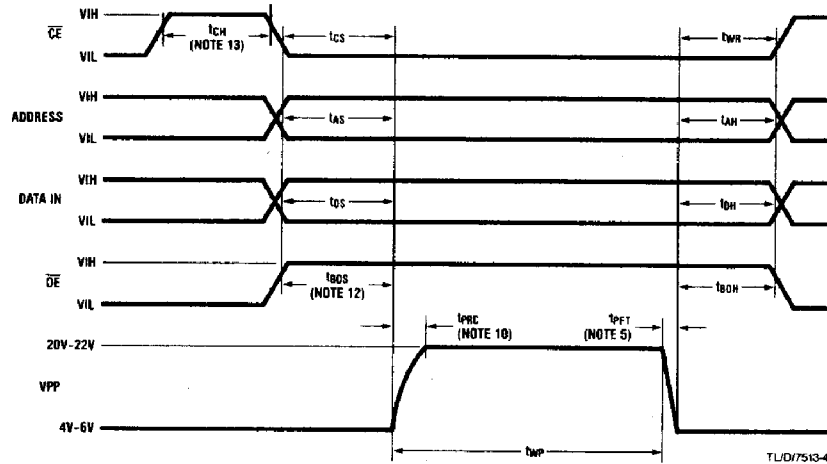 VIH
CE
tCH
(NOTE 13)
tCS
tWR
VIL
VIH
ADDRESS
tAS
tAH
VIL
VIH
DATA IN
tDS
tDH
VIL
VIH
OE
tBOS
(NOTE 12)
tBOH
VIL
tPRC
(NOTE 10)
tPFT
(NOTE 5)
20V-22V
VPP
4V-6V
tWP
TL/D/7513-4